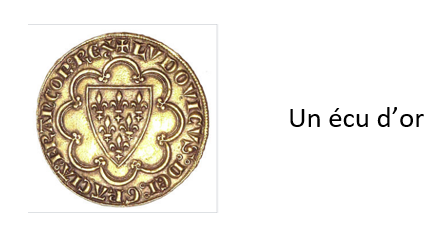 ✠ LVDOVICVS · DEI · GRACIA · FRANCOR · REX
Un écu d’or